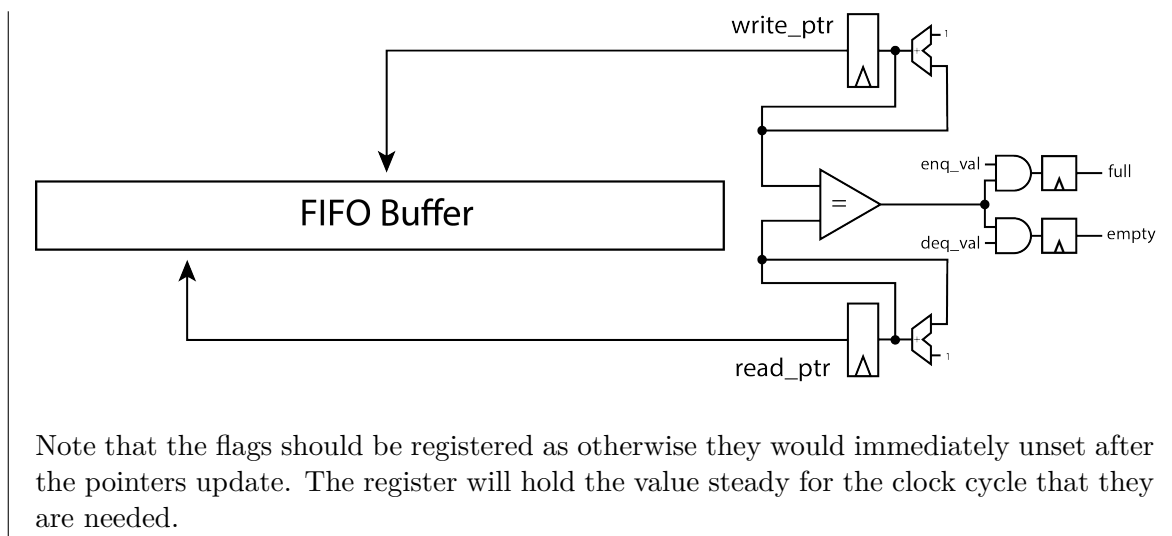 write_ptr
1
+
enq_val
full
FIFO Buffer
=
deq_val
empty
+
1
read_ptr
Note that the flags should be registered as otherwise they would immediately unset after
the pointers update. The register will hold the value steady for the clock cycle that they
are needed.